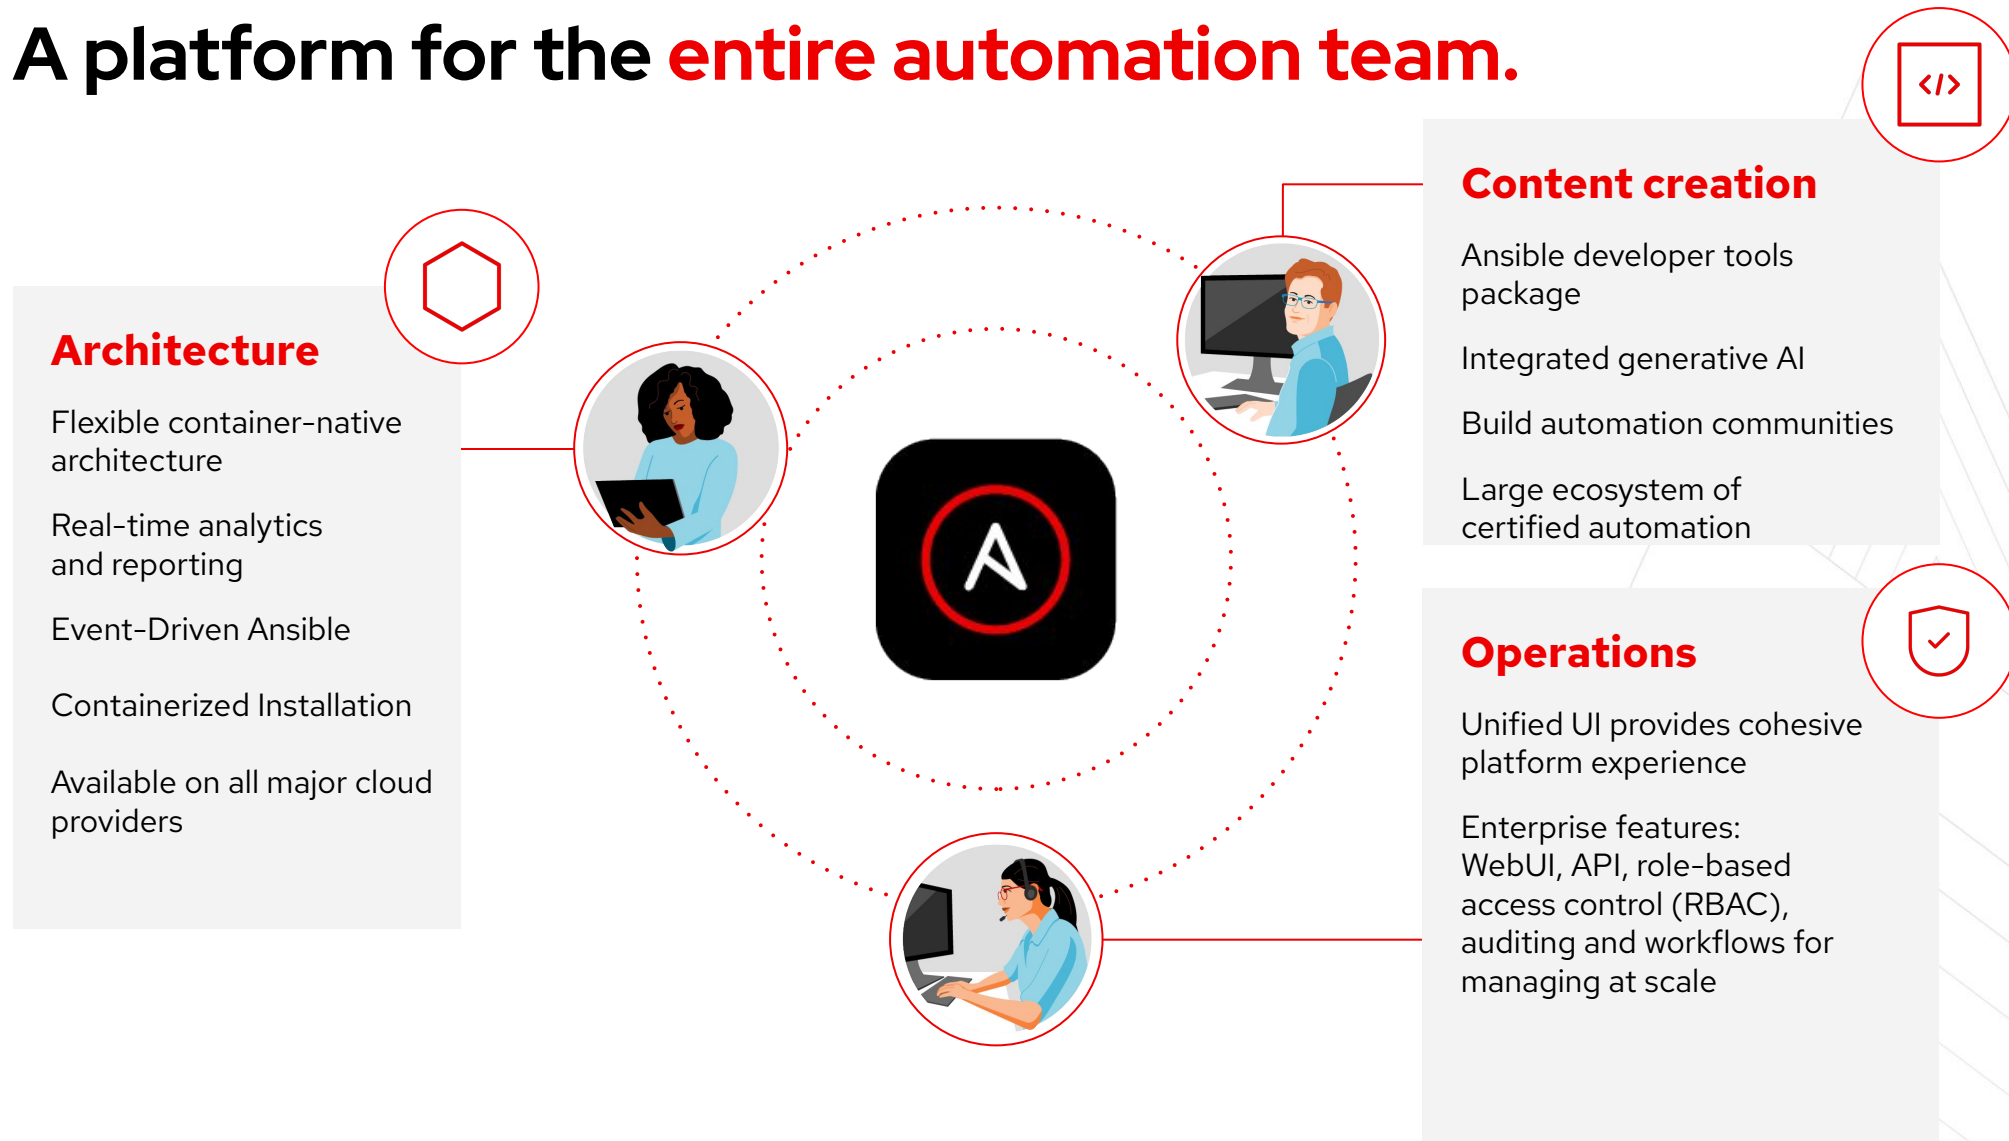 A platform for the entire automation team.
Architecture
Flexible container-native
architecture
Real-time analytics
and reporting
Event-Driven Ansible
Containerized Installation
Available on all major cloud
providers
</>
Content creation
Ansible developer tools
package
Integrated generative AI
Build automation communities
Large ecosystem of
certified automation
Operations
Unified UI provides cohesive
platform experience
Enterprise features:
WebUI, API, role-based
access control (RBAC),
auditing and workflows for
managing at scale